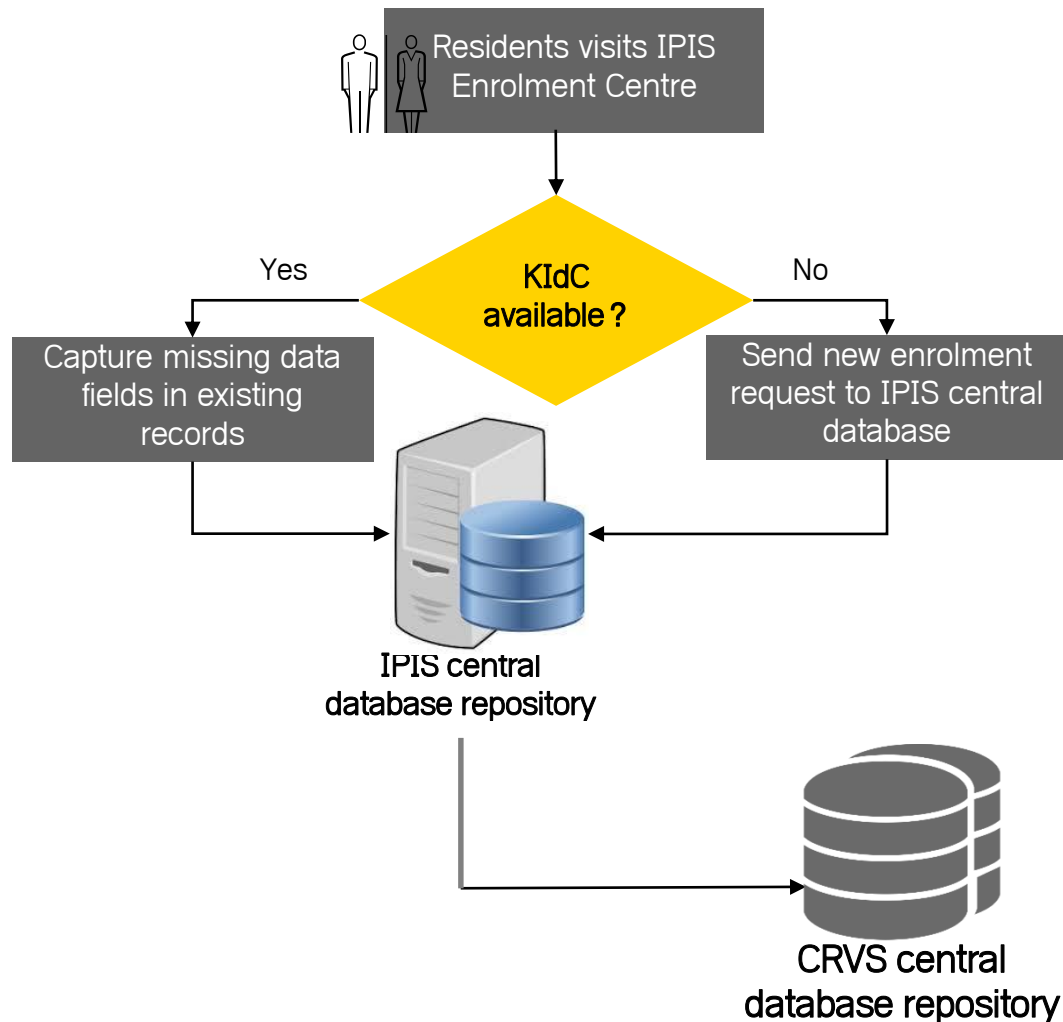 Residents visits IPIS
Enrolment Centre
KIdC
available ?
Yes
No
Capture missing data
fields in existing
records
Send new enrolment
request to IPIS central
database
IPIS central
database repository
CRVS central
database repository